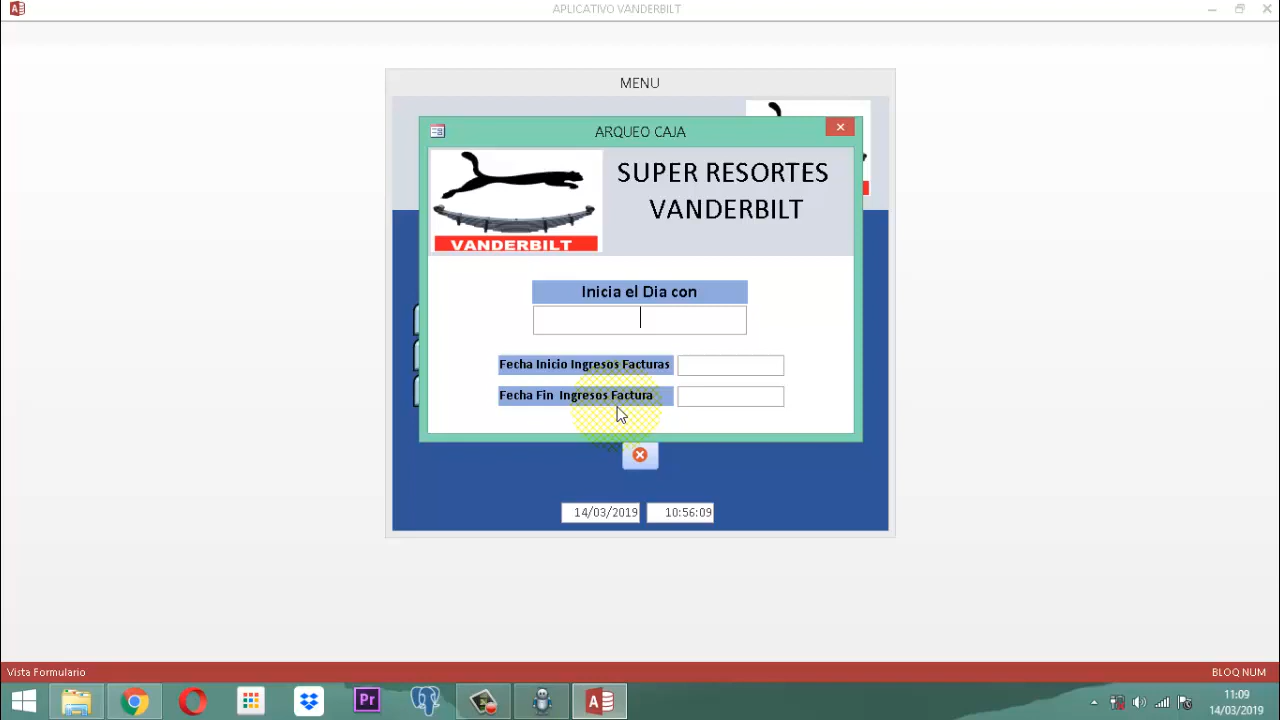 APLICATIVO VANDERBILT
MENU
ARQUEO CAJA
SUPER RESORTES
VANDERBILT
VANDERBILT
Inicia el Dia con
Fecha Inicio Ingresos Facturas
Fecha Fin Ingresos Factura
14/03/2019 10:56:09
Vista Formulario BLOQ NUM
Pr
11:09
14/03/2019